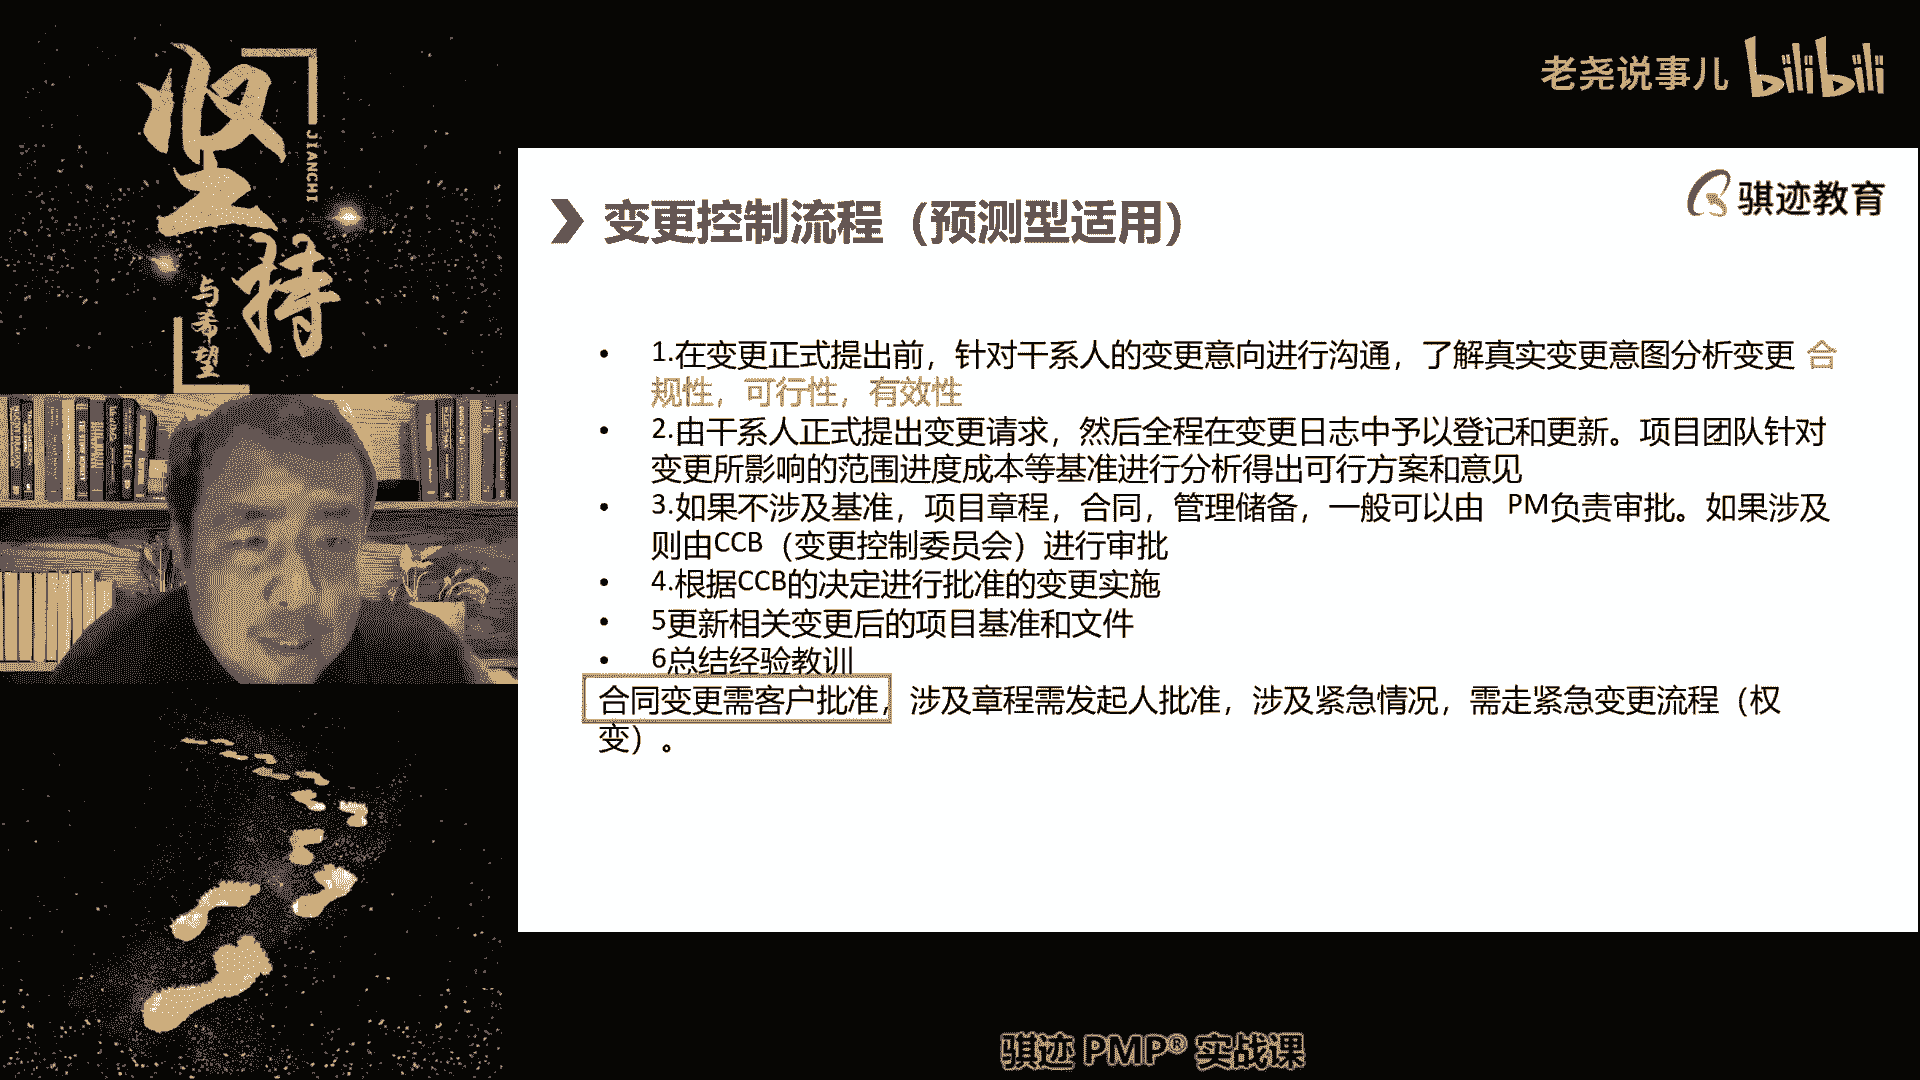 坚持
JIANCHI
与希望
老尧说事儿 bilibili
骐迹教育
变更控制流程（预测型适用）
1.在变更正式提出前，针对干系人的变更意向进行沟通，了解真实变更意图分析变更 合
规性，可行性，有效性
2.由干系人正式提出变更请求，然后全程在变更日志中予以登记和更新。项目团队针对
变更所影响的范围进度成本等基准进行分析得出可行方案和意见
3.如果不涉及基准，项目章程，合同，管理储备，一般可以由 PM负责审批。如果涉及
则由CCB（变更控制委员会）进行审批
4.根据CCB的决定进行批准的变更实施
5更新相关变更后的项目基准和文件
6总结经验教训
合同变更需客户批准，涉及章程需发起人批准，涉及紧急情况，需走紧急变更流程（权
变）。
骐迹 PMP® 实战课